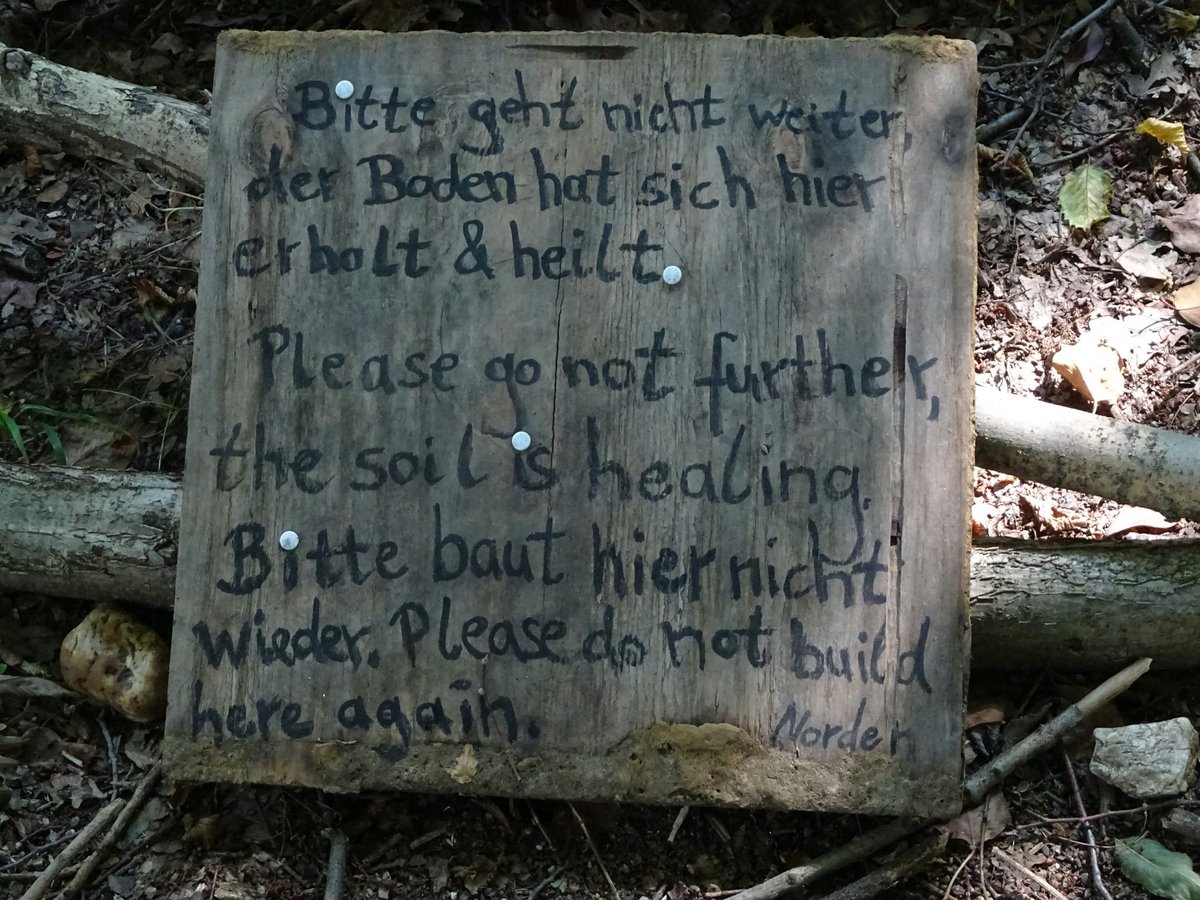 Bitte geht nicht weiter,
der Boden hat sich hier
erholt & heilt.
Please go not further,
the soil is healing.
Bitte baut hier nicht
wieder. Please do not build
here again.
Norden